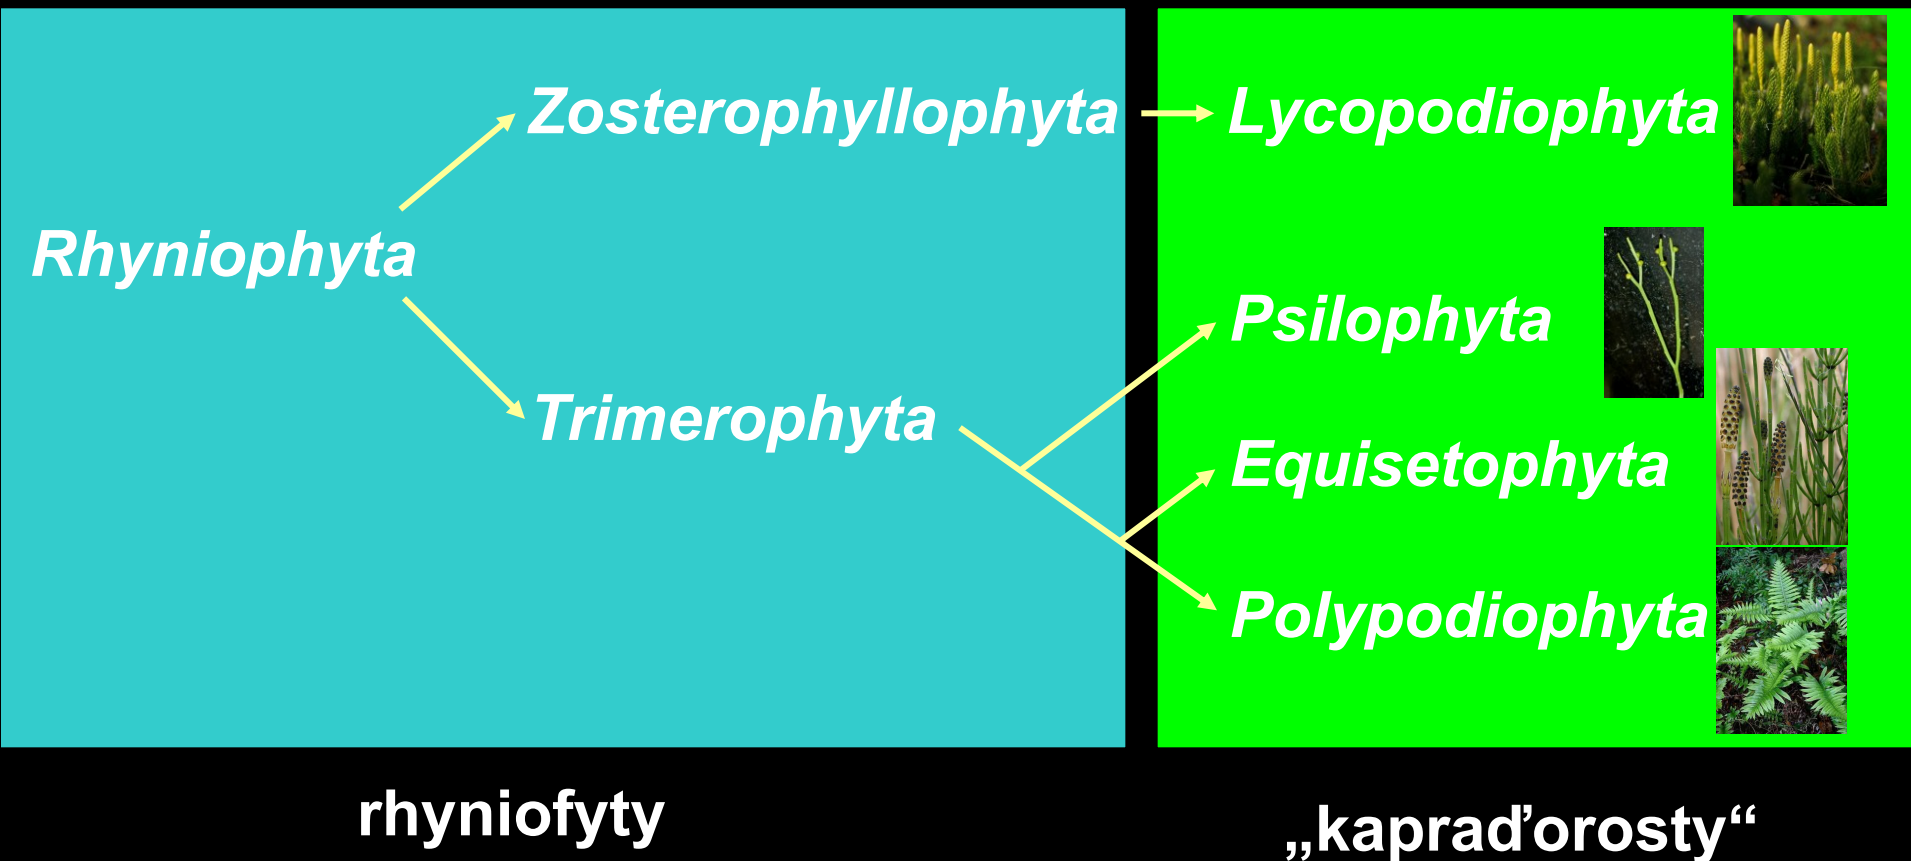 Zosterophyllophyta
Lycopodiophyta
Rhyniophyta
Psilophyta
Trimerophyta
Equisetophyta
Polypodiophyta
rhyniofyty
„kapraďorosty“